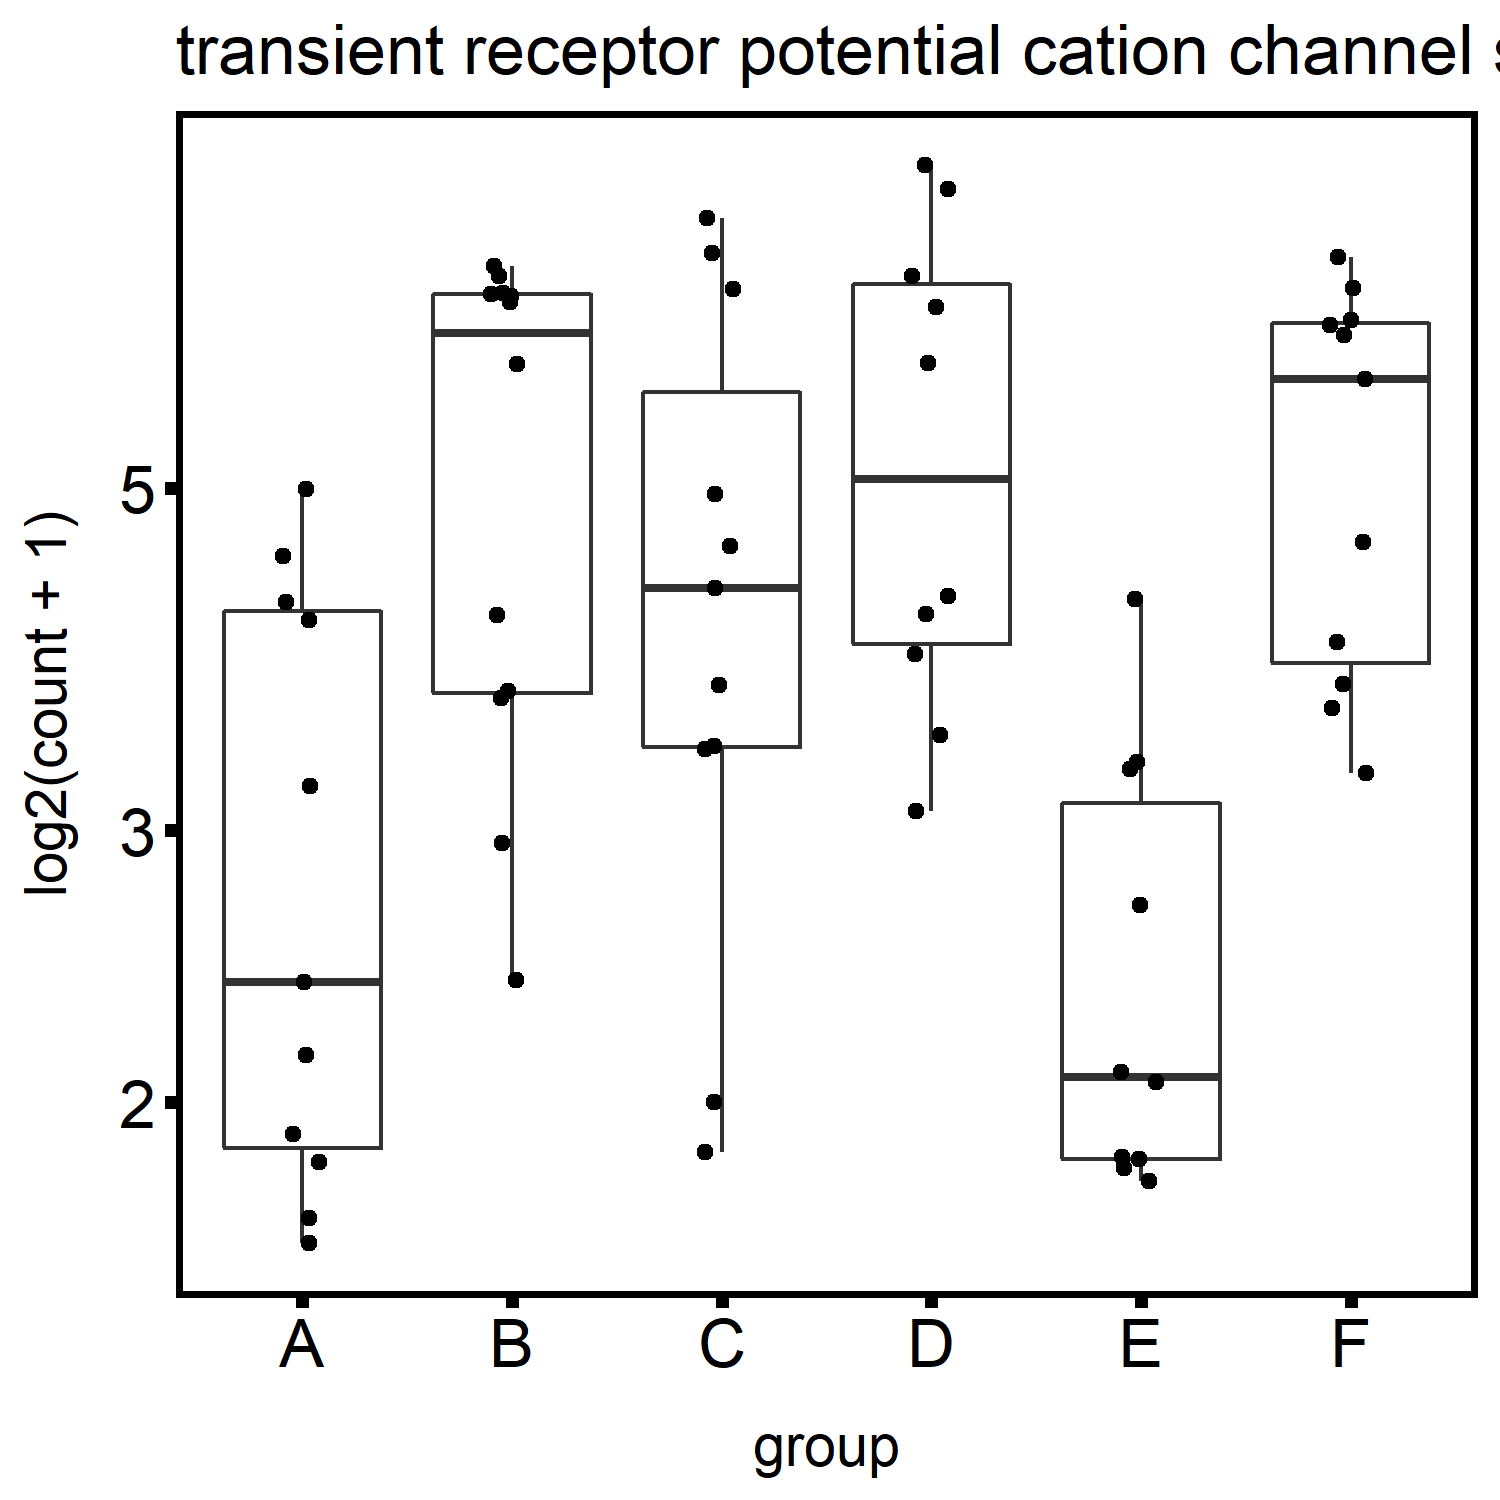 transient receptor potential cation channel
log2(count + 1)
5
3
2
A B C D E F
group